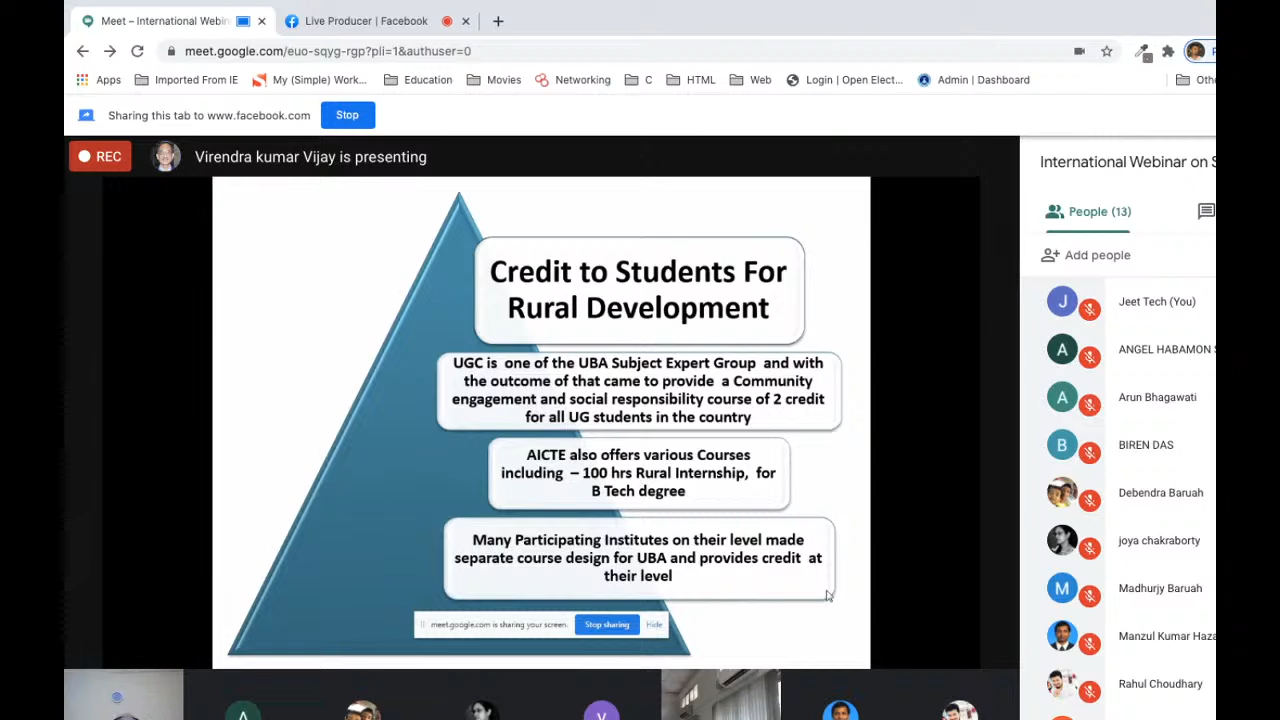 Meet – International Webin
Live Producer | Facebook
meet.google.com/euo-sqyg-rgp?pli=1&authuser=0
Apps
Imported From IE
My (Simple) Work...
Education
Movies
Networking
C
HTML
Web
Login | Open Elect...
Admin | Dashboard
Othe
Sharing this tab to www.facebook.com
Stop
REC
Virendra kumar Vijay is presenting
Credit to Students For
Rural Development
UGC is one of the UBA Subject Expert Group and with
the outcome of that came to provide a Community
engagement and social responsibility course of 2 credit
for all UG students in the country
AICTE also offers various Courses
including – 100 hrs Rural Internship, for
B Tech degree
Many Participating Institutes on their level made
separate course design for UBA and provides credit at
their level
meet.google.com is sharing your screen.
Stop sharing
Hide
International Webinar on S
People (13)
Add people
J
Jeet Tech (You)
A
ANGEL HABAMON S
A
Arun Bhagawati
B
BIREN DAS
Debendra Baruah
joya chakraborty
M
Madhurjy Baruah
Manzul Kumar Haza
Rahul Choudhary
A
V